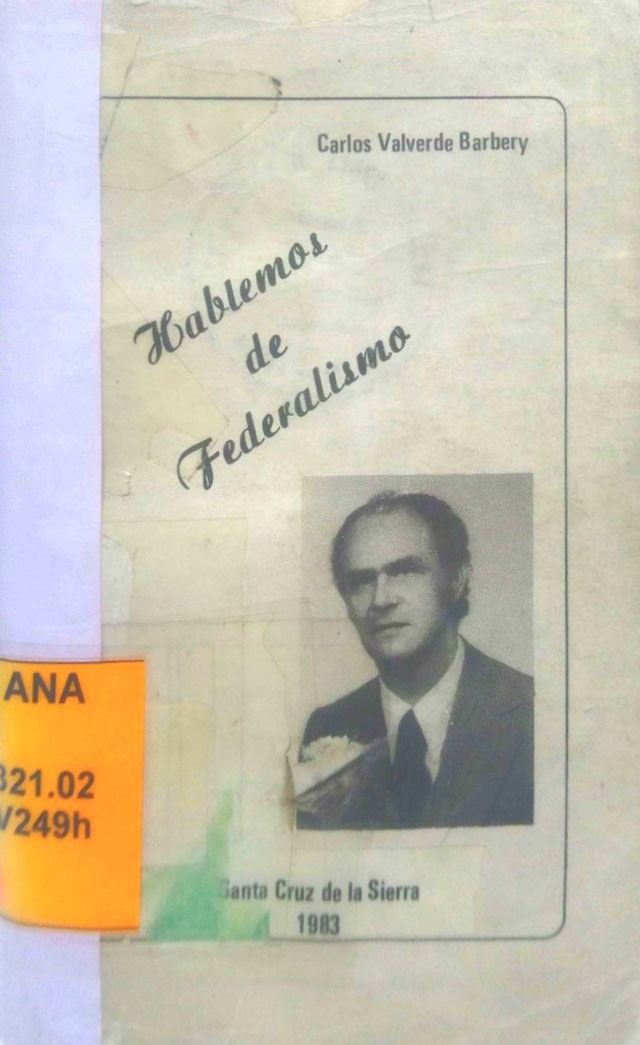 Carlos Valverde Barbery
Hablemos
de
Federalismo
ANA
321.02
V249h
Santa Cruz de la Sierra
1983